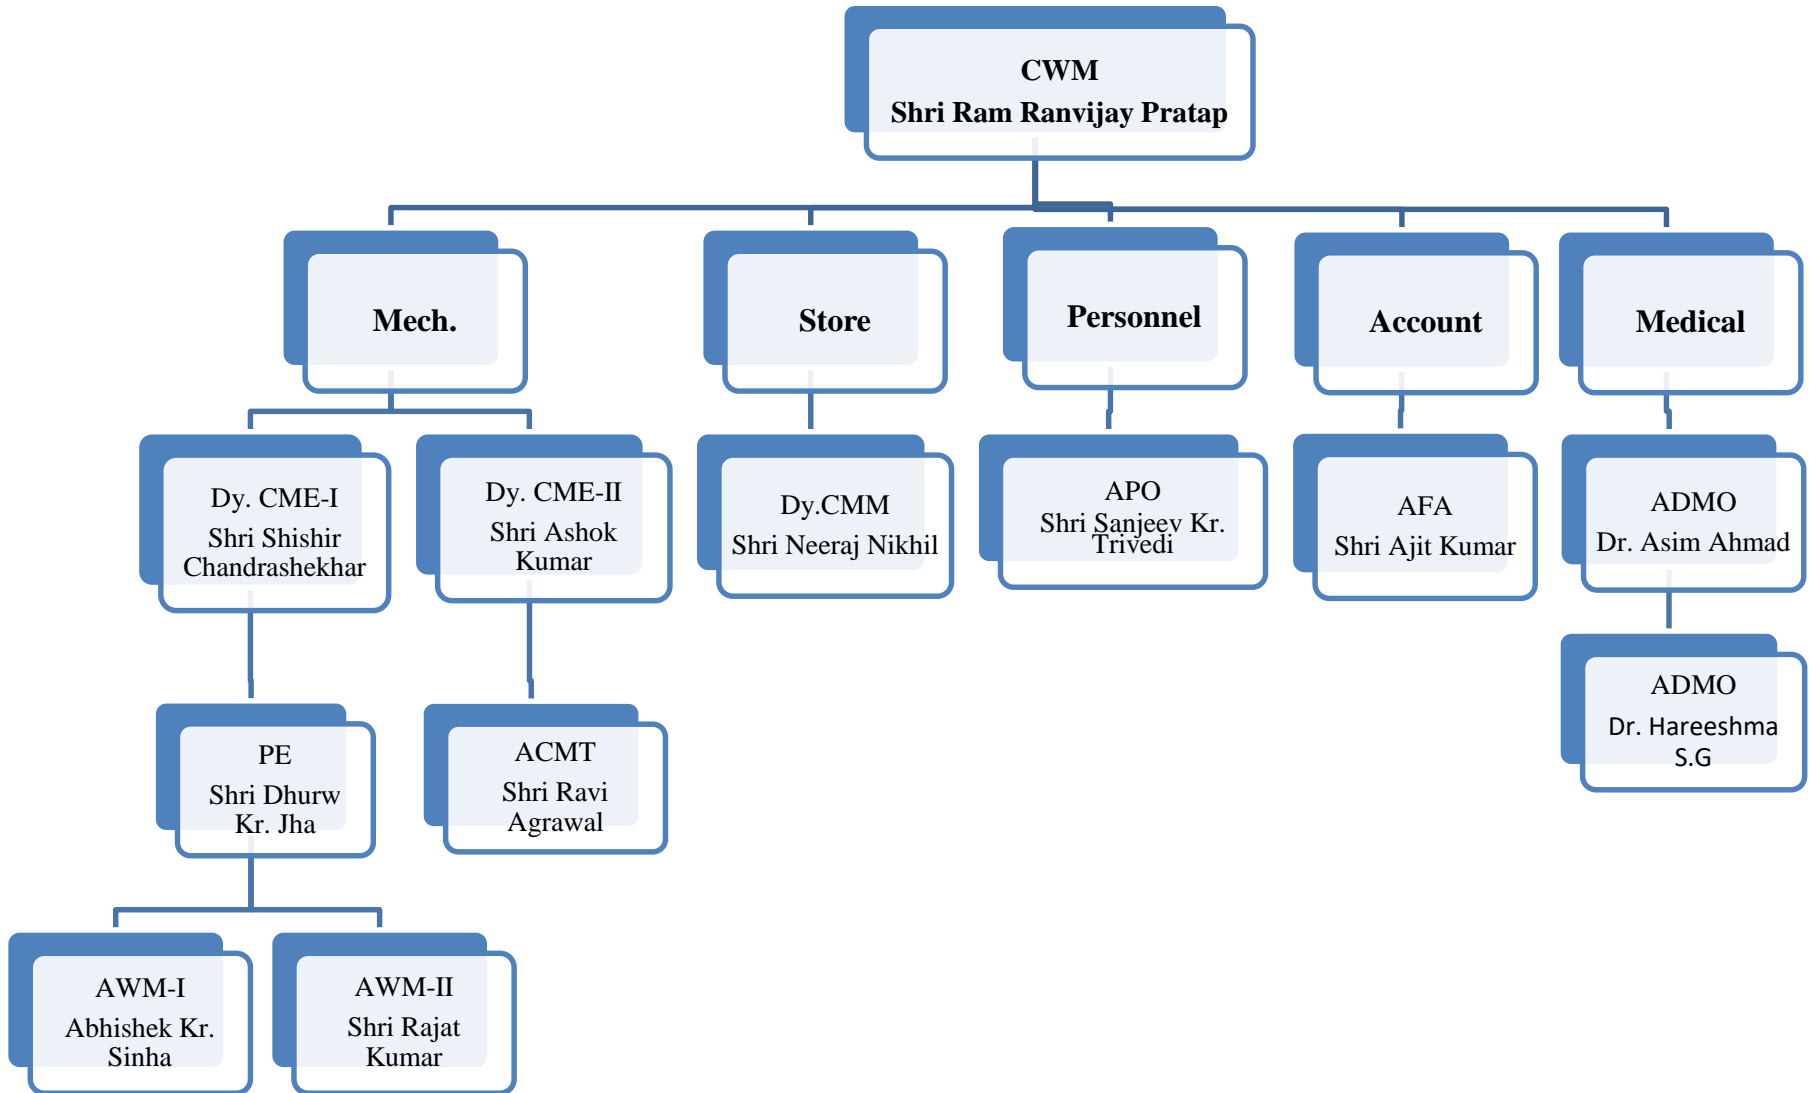 CWM
Shri Ram Ranvijay Pratap
Mech.
Store
Personnel
Account
Medical
Dy. CME-I
Shri Shishir
Chandrashekhar
Dy. CME-II
Shri Ashok
Kumar
Dy.CMM
Shri Neeraj Nikhil
APO
Shri Sanjeev Kr.
Trivedi
AFA
Shri Ajit Kumar
ADMO
Dr. Asim Ahmad
PE
Shri Dhurw
Kr. Jha
ACMT
Shri Ravi
Agrawal
ADMO
Dr. Hareeshma
S.G
AWM-I
Abhishek Kr.
Sinha
AWM-II
Shri Rajat
Kumar